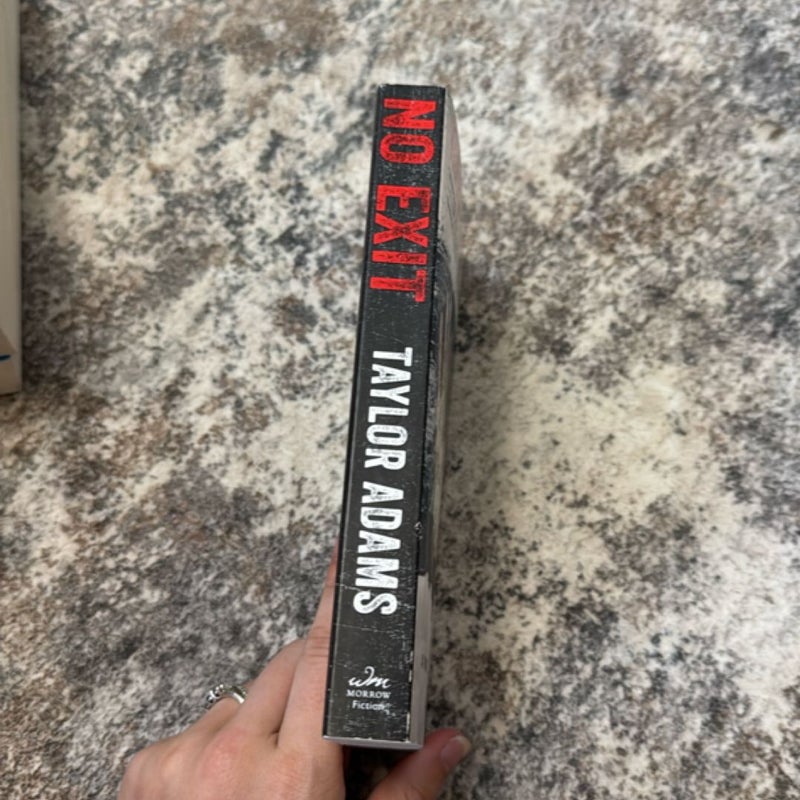 NO EXIT
TAYLOR ADAMS
wm
MORROW
Fiction